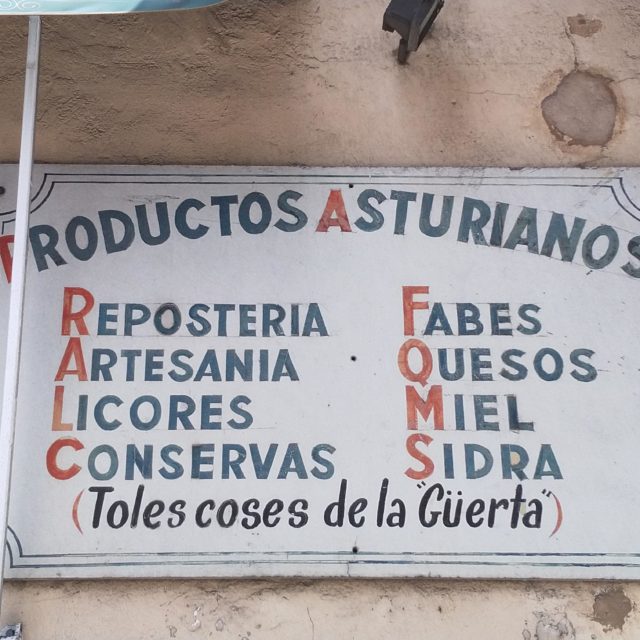 PRODUCTOS ASTURIANOS
REPOSTERIA
ARTESANIA
LICORES
CONSERVAS
FABES
QUESOS
MIEL
SIDRA
(Toles coses de la "Güerta")